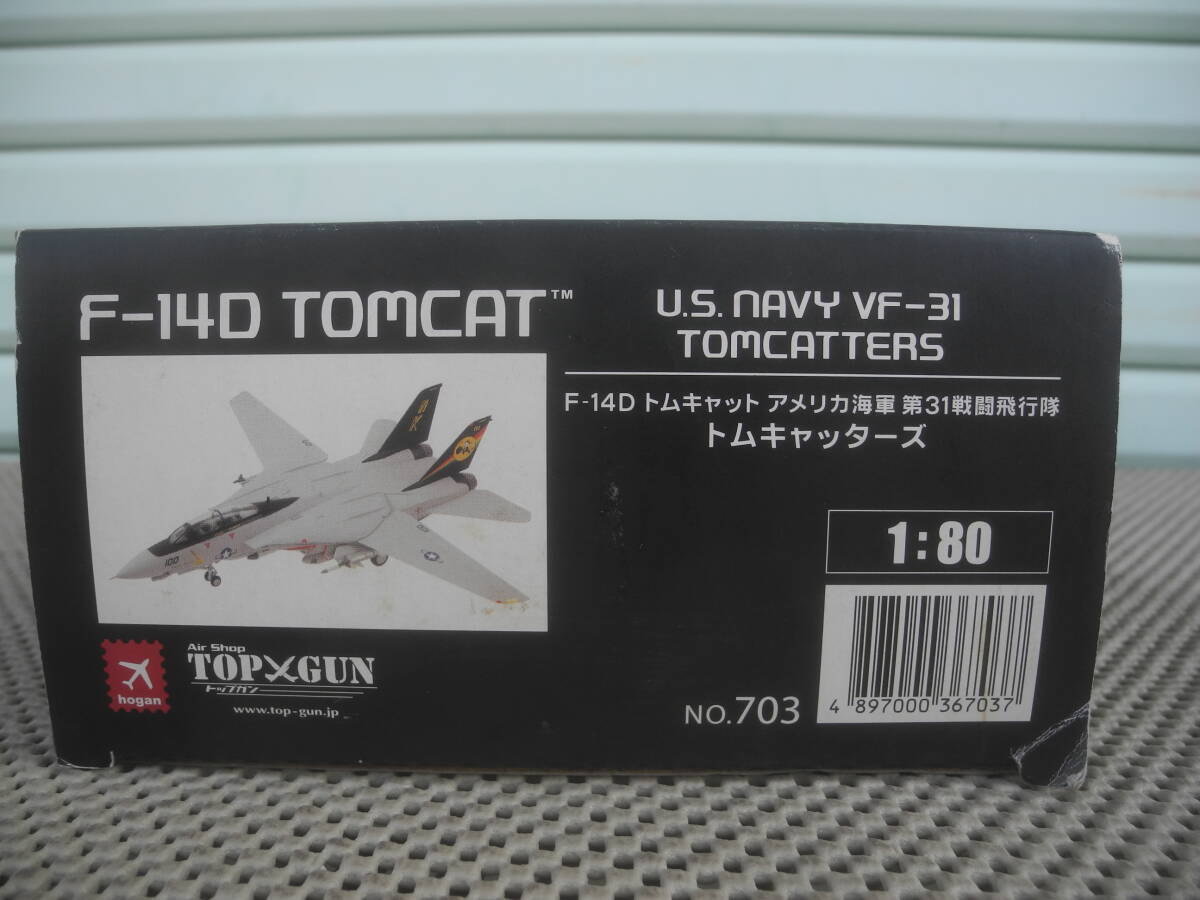 F-14D TOMCAT™
U.S. NAVY VF-31
TOMCATTERS
F-14D トムキャット アメリカ海軍 第31戦闘飛行隊
トムキャッターズ
100
1:80
hogan
Air Shop
TOP GUN
トップガン
www.top-gun.jp
NO.703
4 897000 367037